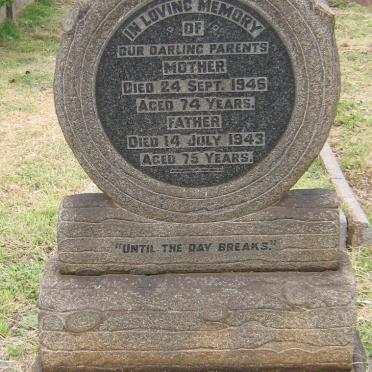 IN LOVING MEMORY
OF
OUR DARLING PARENTS
MOTHER
DIED 24 SEPT. 1946
AGED 74 YEARS.
FATHER
DIED 14 JULY 1943
AGED 75 YEARS.
"UNTIL THE DAY BREAKS."